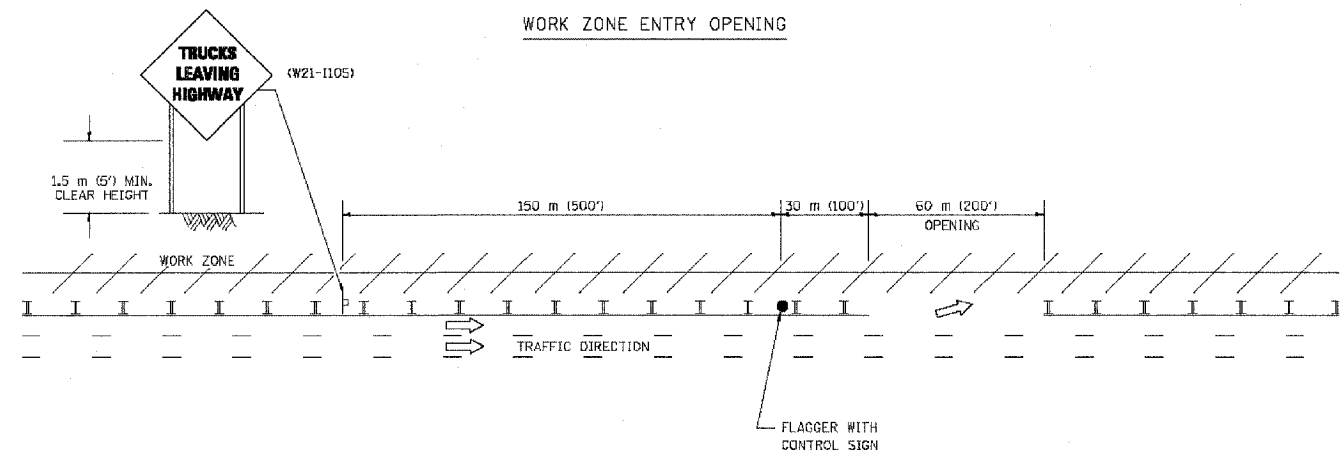 WORK ZONE ENTRY OPENING
TRUCKS
LEAVING
HIGHWAY
(W21-I105)
1.5 m (5') MIN.
CLEAR HEIGHT
150 m (500')
30 m (100')
60 m (200')
OPENING
WORK ZONE
TRAFFIC DIRECTION
FLAGGER WITH
CONTROL SIGN